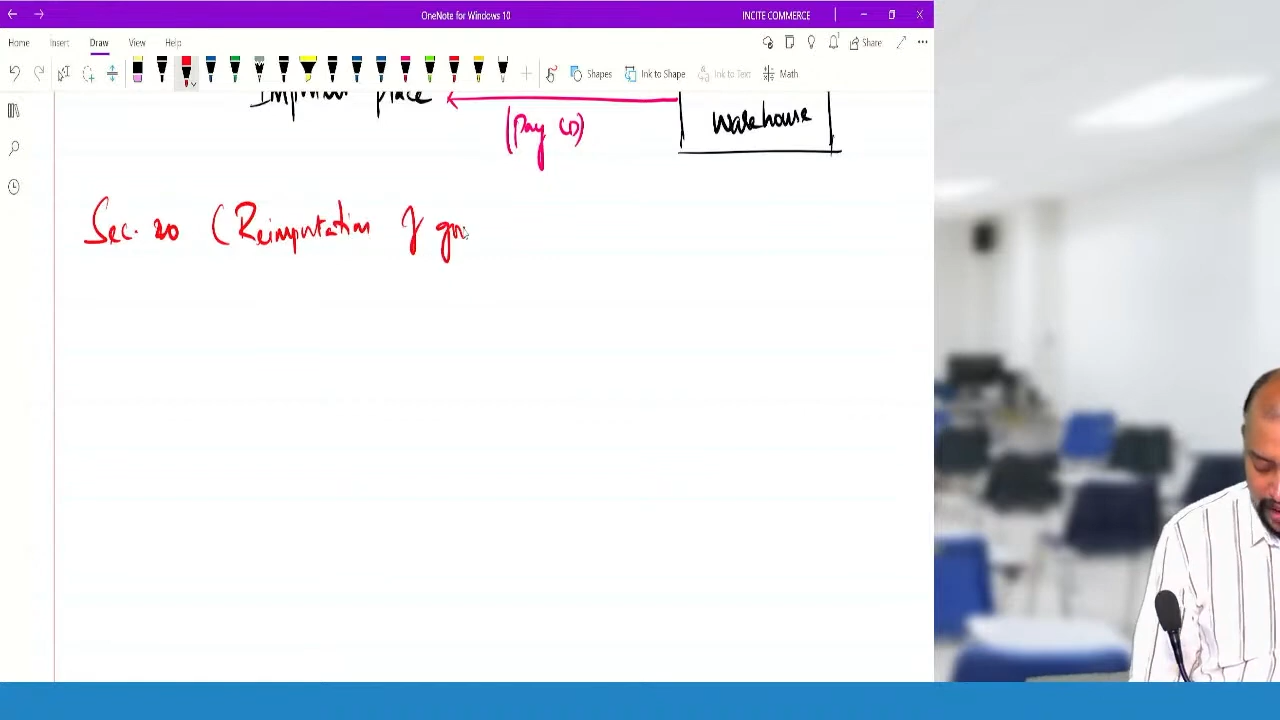 OneNote for Windows 10
INCITE COMMERCE
Home Insert Draw View Help
Share
Shapes
Ink to Shape
Ink to Text
Math
place
(Pay CD)
Warehouse
Sec. 20 (Reimportation of goo